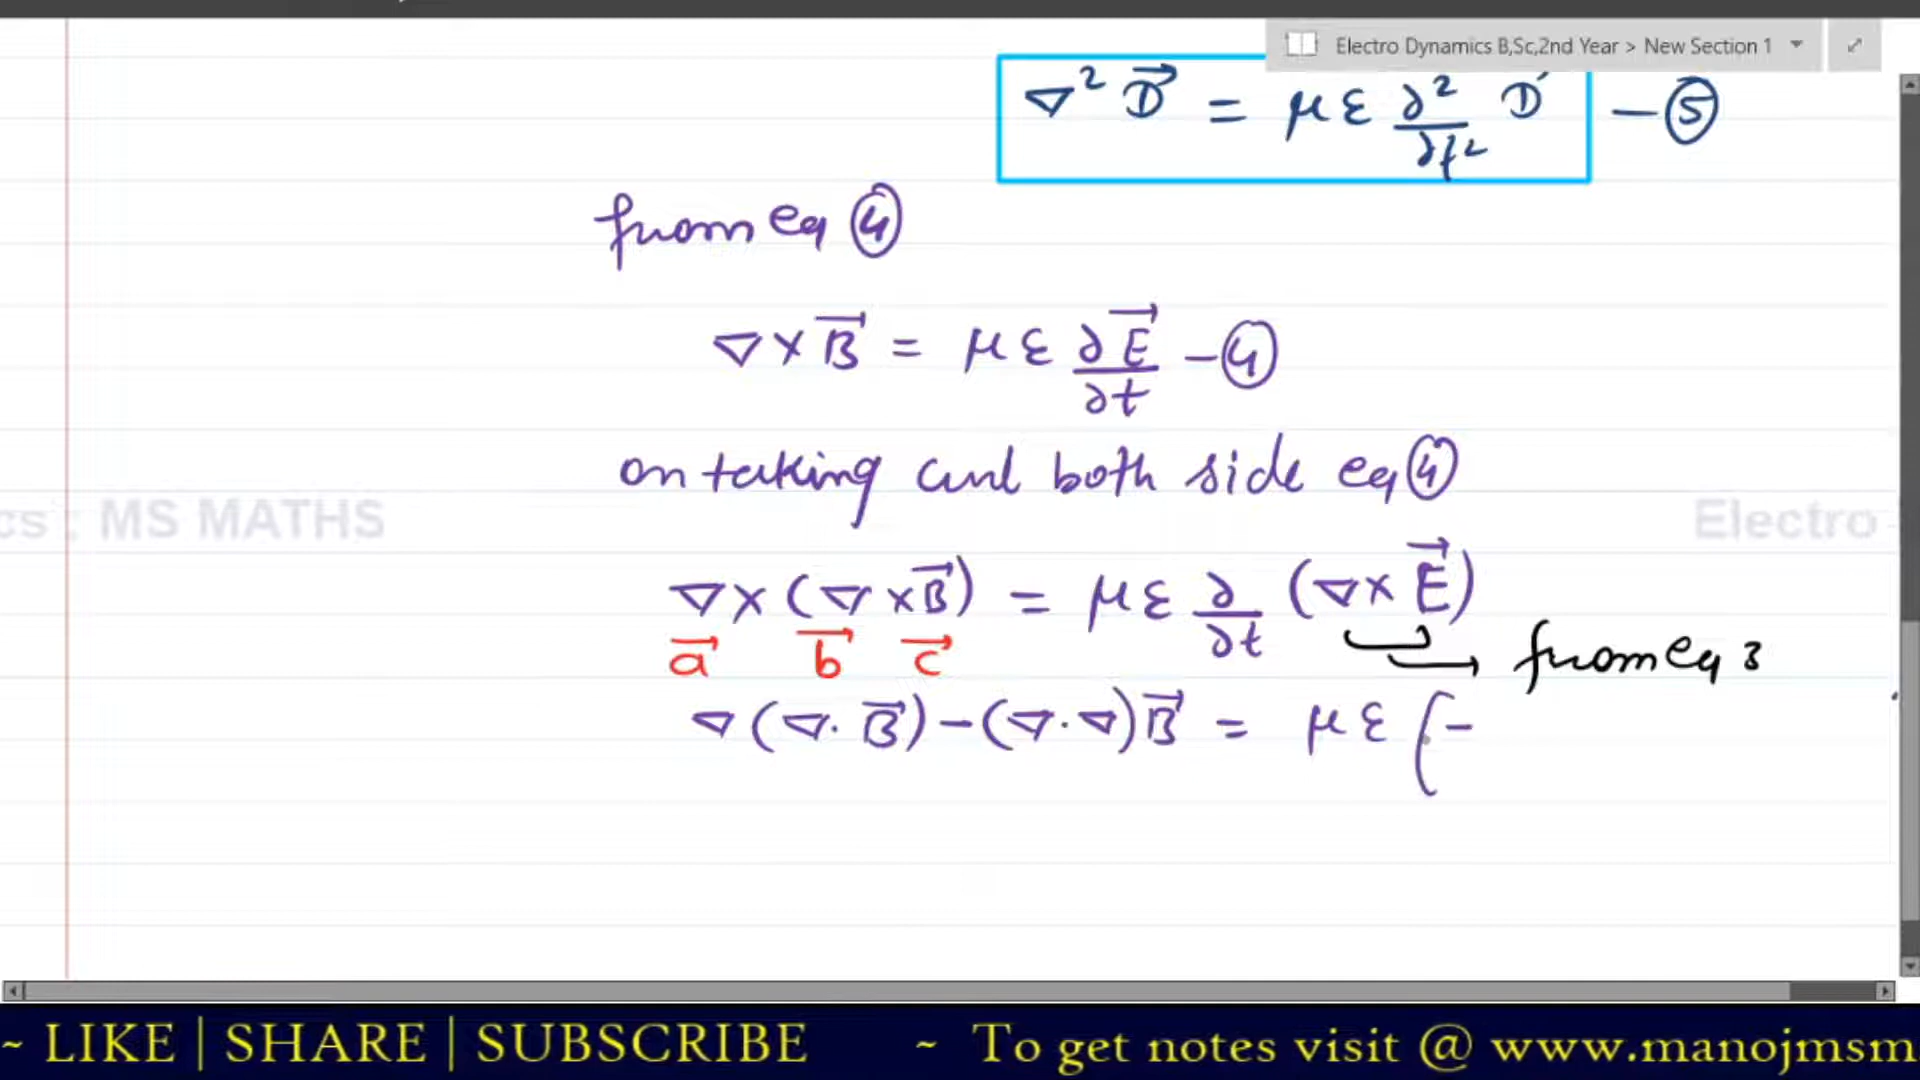 Electro Dynamics B,Sc,2nd Year > New Section 1
∇² D⃗ = με ∂²/∂t² D⃗ — ⑤
from eq ④
∇×B⃗ = με ∂E⃗/∂t — ④
on taking curl both side eq ④
cs : MS MATHS Electro
∇×(∇×B⃗) = με ∂/∂t (∇×E⃗)
a⃗ b⃗ c⃗ from eq 3
∇(∇·B⃗) – (∇·∇)B⃗ = με (–
~ LIKE | SHARE | SUBSCRIBE ~ To get notes visit @ www.manojmsm